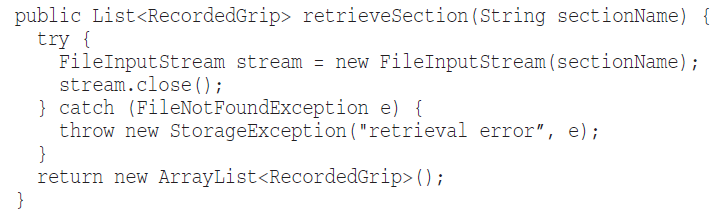 public List<RecordedGrip> retrieveSection(String sectionName) {
  try {
    FileInputStream stream = new FileInputStream(sectionName);
    stream.close();
  } catch (FileNotFoundException e) {
    throw new StorageException("retrieval error", e);
  }
  return new ArrayList<RecordedGrip>();
}